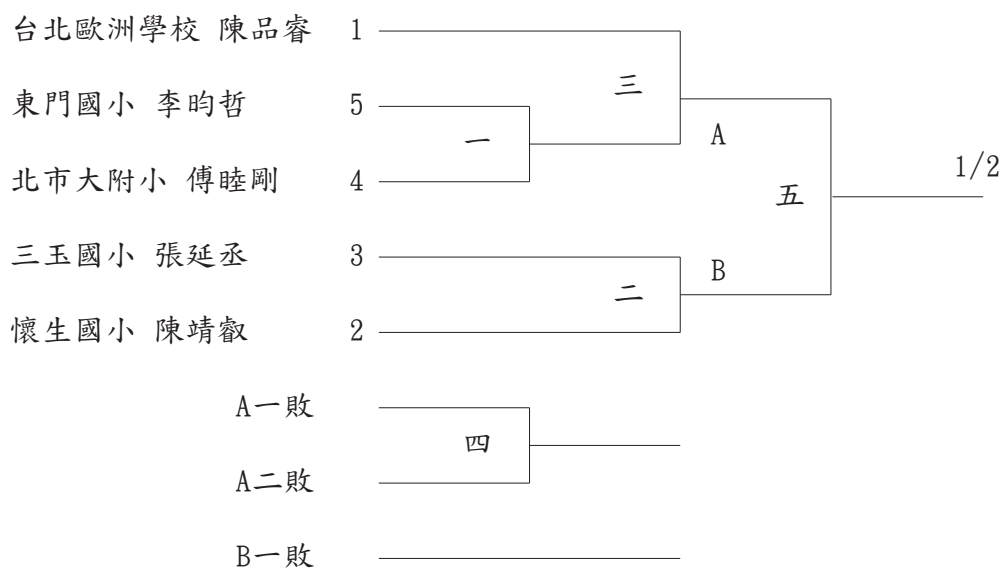 台北歐洲學校 陳品睿 1
三
東門國小 李昀哲 5
一
A
北市大附小 傅睦剛 4
1/2
五
三玉國小 張延丞 3
B
二
懷生國小 陳靖叡 2
A一敗
四
A二敗
B一敗